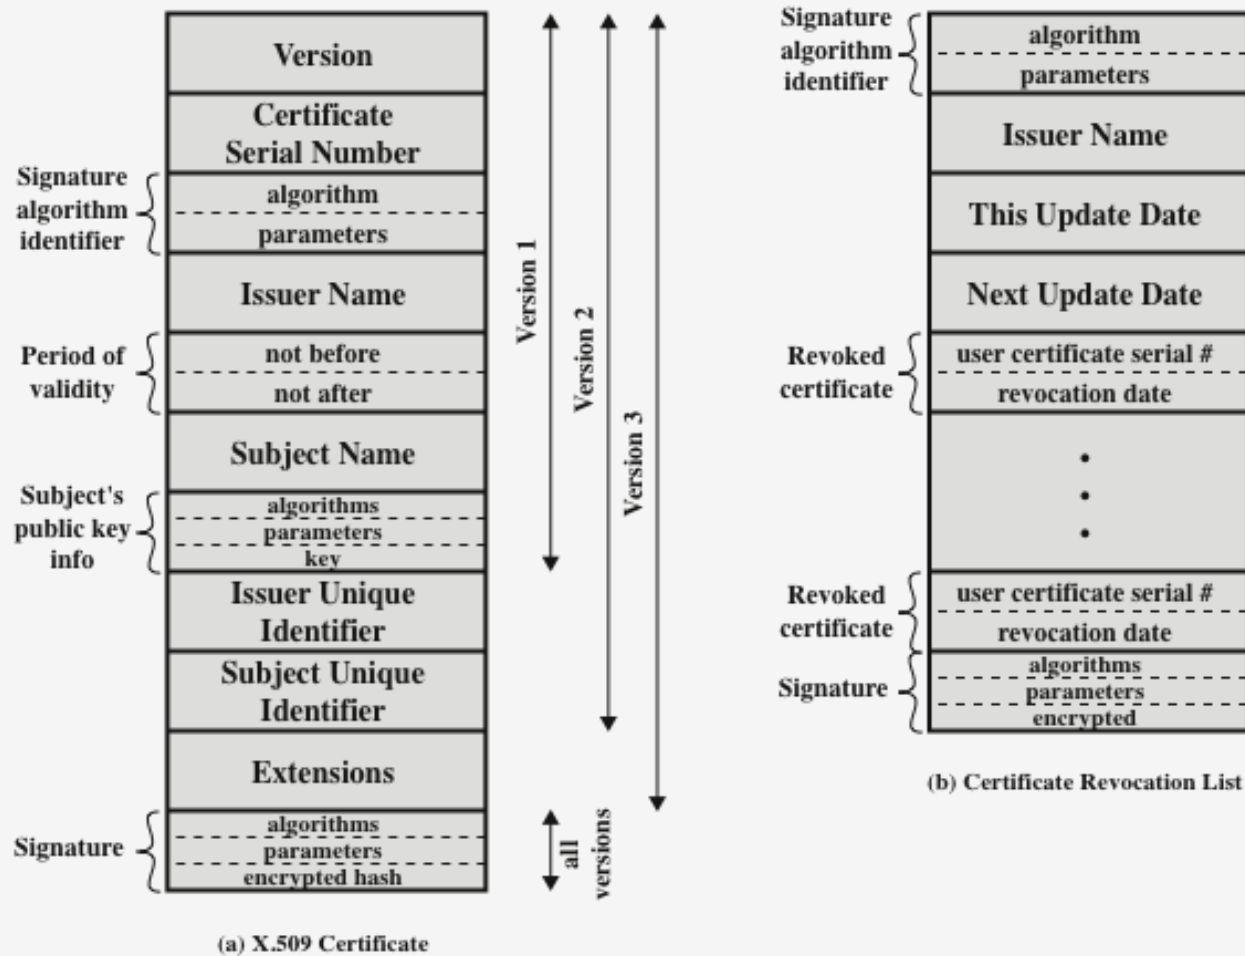 Version
Certificate
Serial Number
Signature
algorithm
identifier
algorithm
parameters
Issuer Name
Period of
validity
not before
not after
Subject Name
Subject's
public key
info
algorithms
parameters
key
Issuer Unique
Identifier
Subject Unique
Identifier
Extensions
Signature
algorithms
parameters
encrypted hash
Version 1
Version 2
Version 3
all
versions
(a) X.509 Certificate
Signature
algorithm
identifier
algorithm
parameters
Issuer Name
This Update Date
Next Update Date
Revoked
certificate
user certificate serial #
revocation date
Revoked
certificate
user certificate serial #
revocation date
Signature
algorithms
parameters
encrypted
(b) Certificate Revocation List